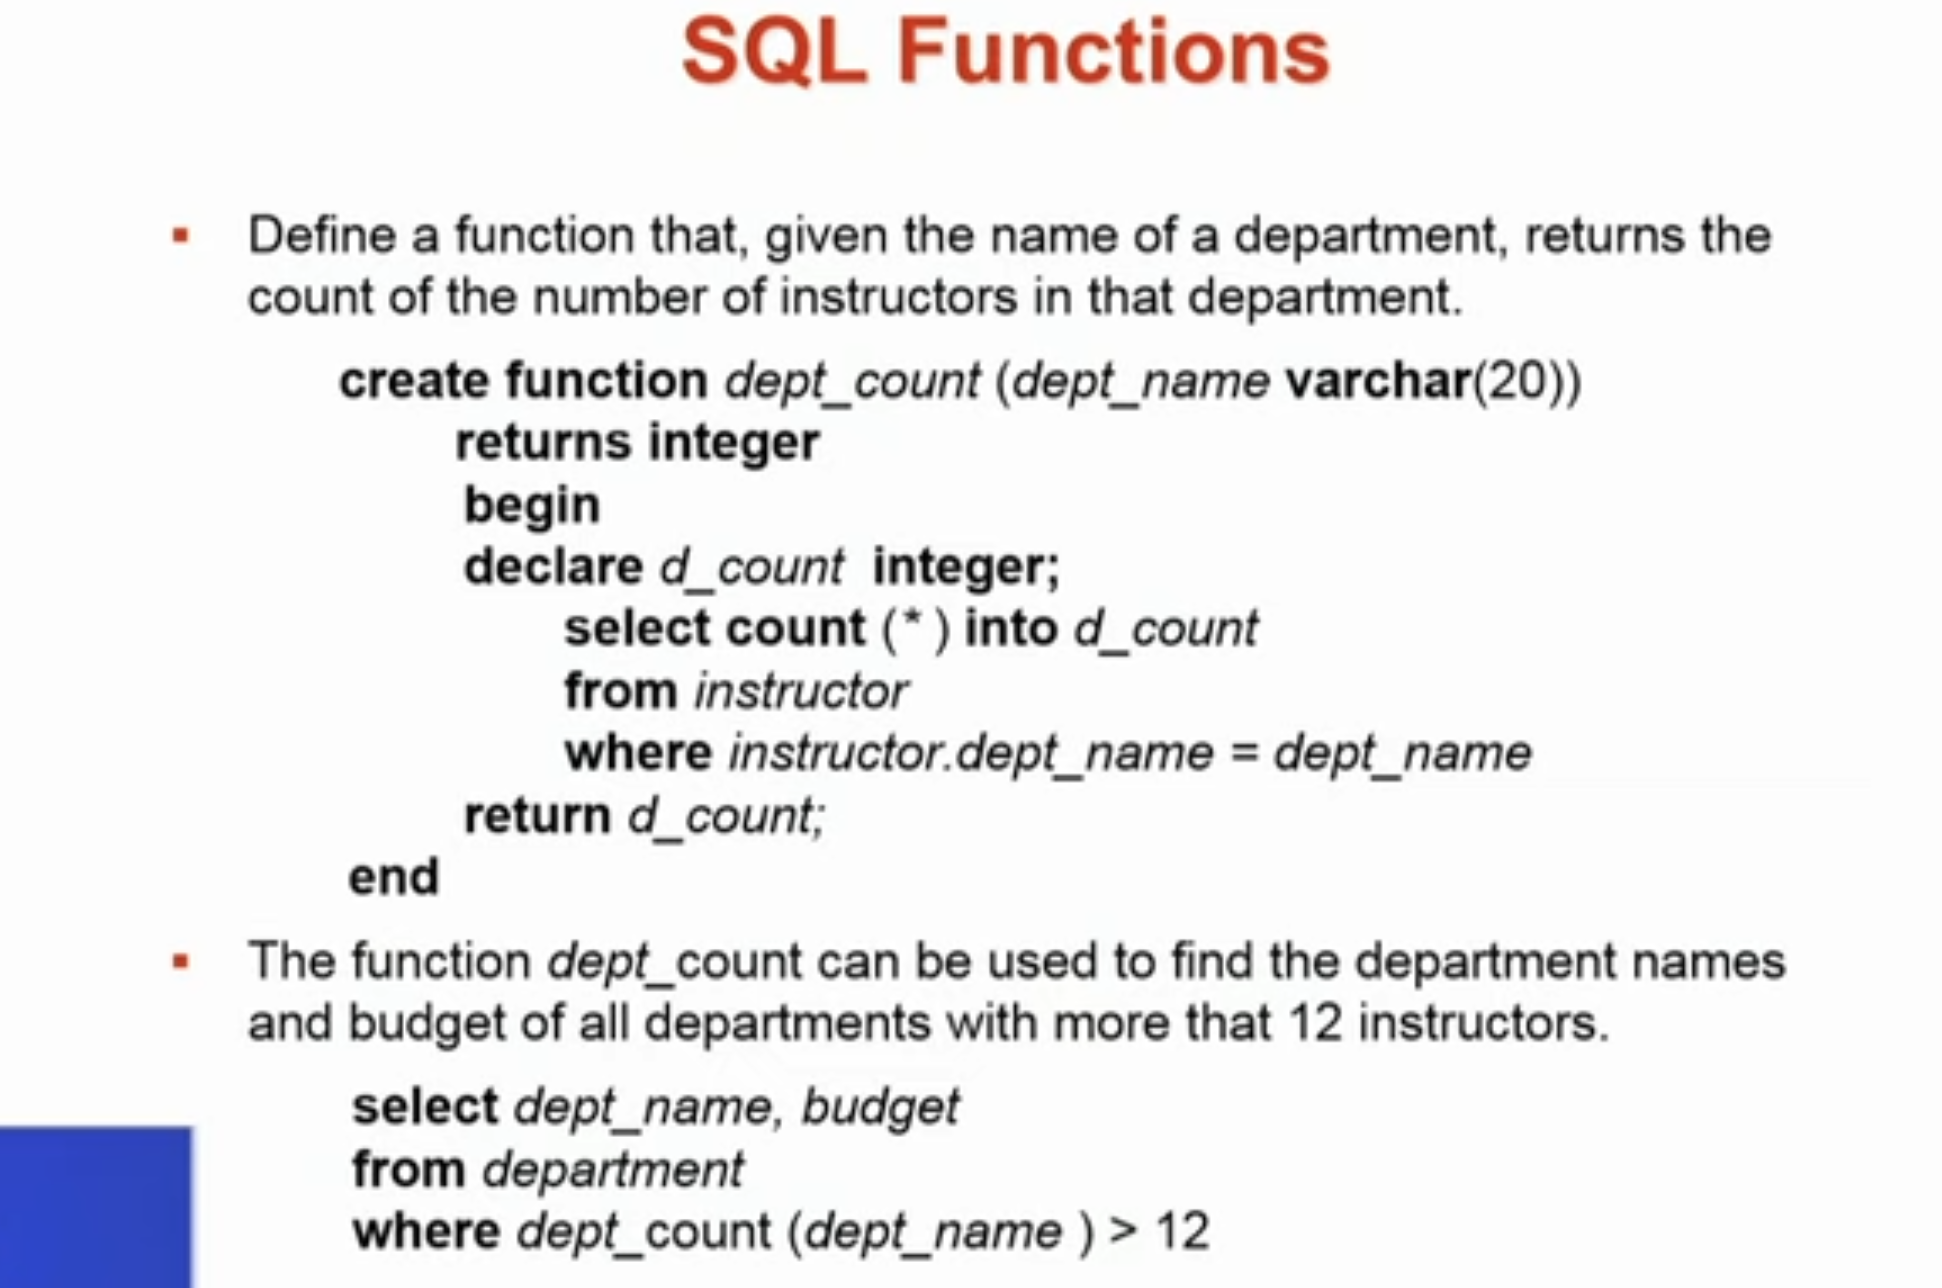 SQL Functions
▪ Define a function that, given the name of a department, returns the
count of the number of instructors in that department.
create function dept_count (dept_name varchar(20))
returns integer
begin
declare d_count integer;
select count (* ) into d_count
from instructor
where instructor.dept_name = dept_name
return d_count;
end
▪ The function dept_count can be used to find the department names
and budget of all departments with more that 12 instructors.
select dept_name, budget
from department
where dept_count (dept_name ) > 12